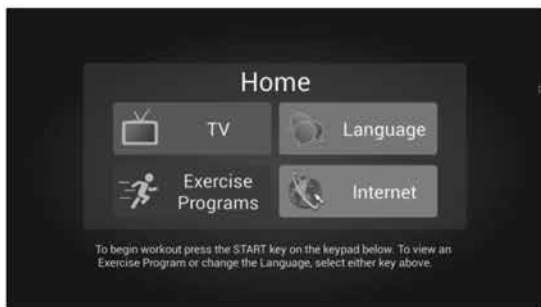 Home
TV
Language
Exercise
Programs
Internet
To begin workout press the START key on the keypad below. To view an
Exercise Program or change the Language, select either key above.